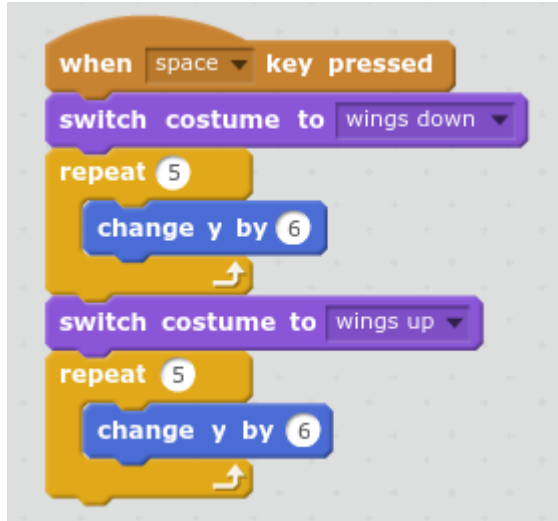 when space key pressed
switch costume to wings down
repeat 5
change y by 6
switch costume to wings up
repeat 5
change y by 6